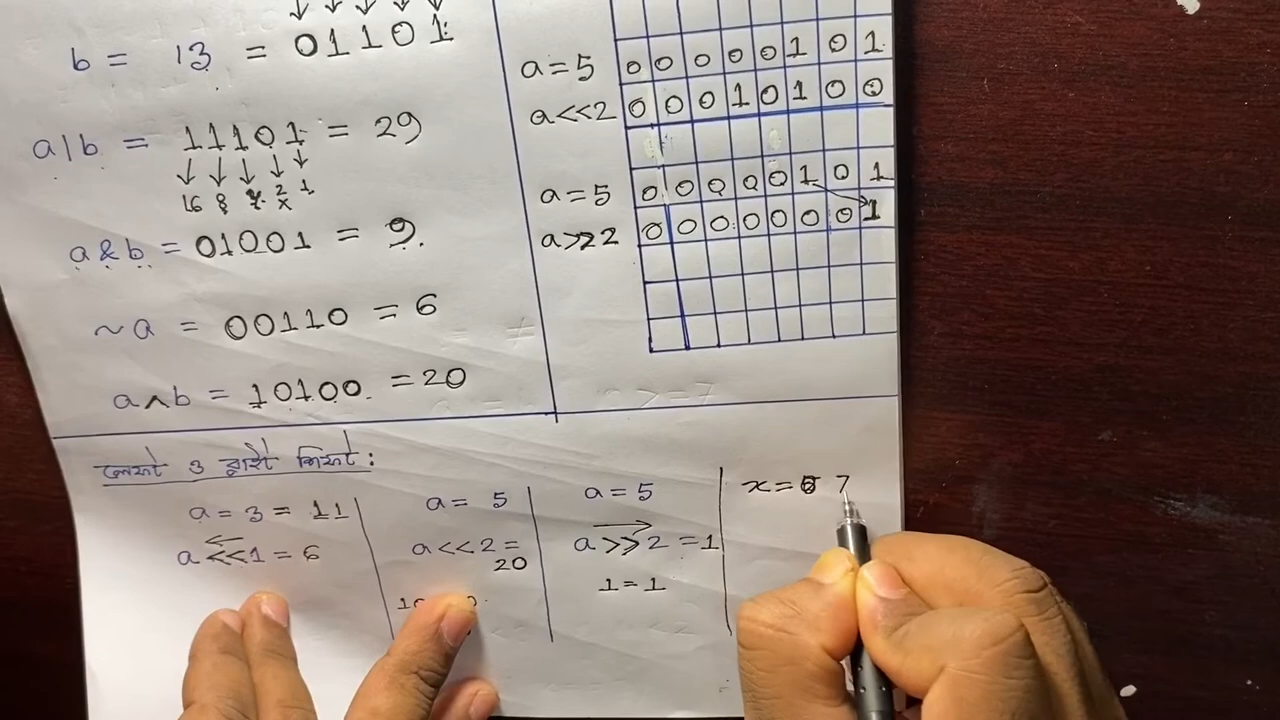 b = 13 = 01101
a|b = 11101 = 29
16 8 4 2 1
a & b = 01001 = 9
~a = 00110 = 6
a^b = 10100 = 20
a=5 0 0 0 0 0 1 0 1
a<<2 0 0 0 1 0 1 0 0
a=5 0 0 0 0 0 1 0 1
a>>2 0 0 0 0 0 0 0 1
লেফট ও রাইট শিফট:
a = 3 = 11
a <<1 = 6
a = 5
a<<2 =
20
a = 5
a >> 2 = 1
1 = 1
x = 7